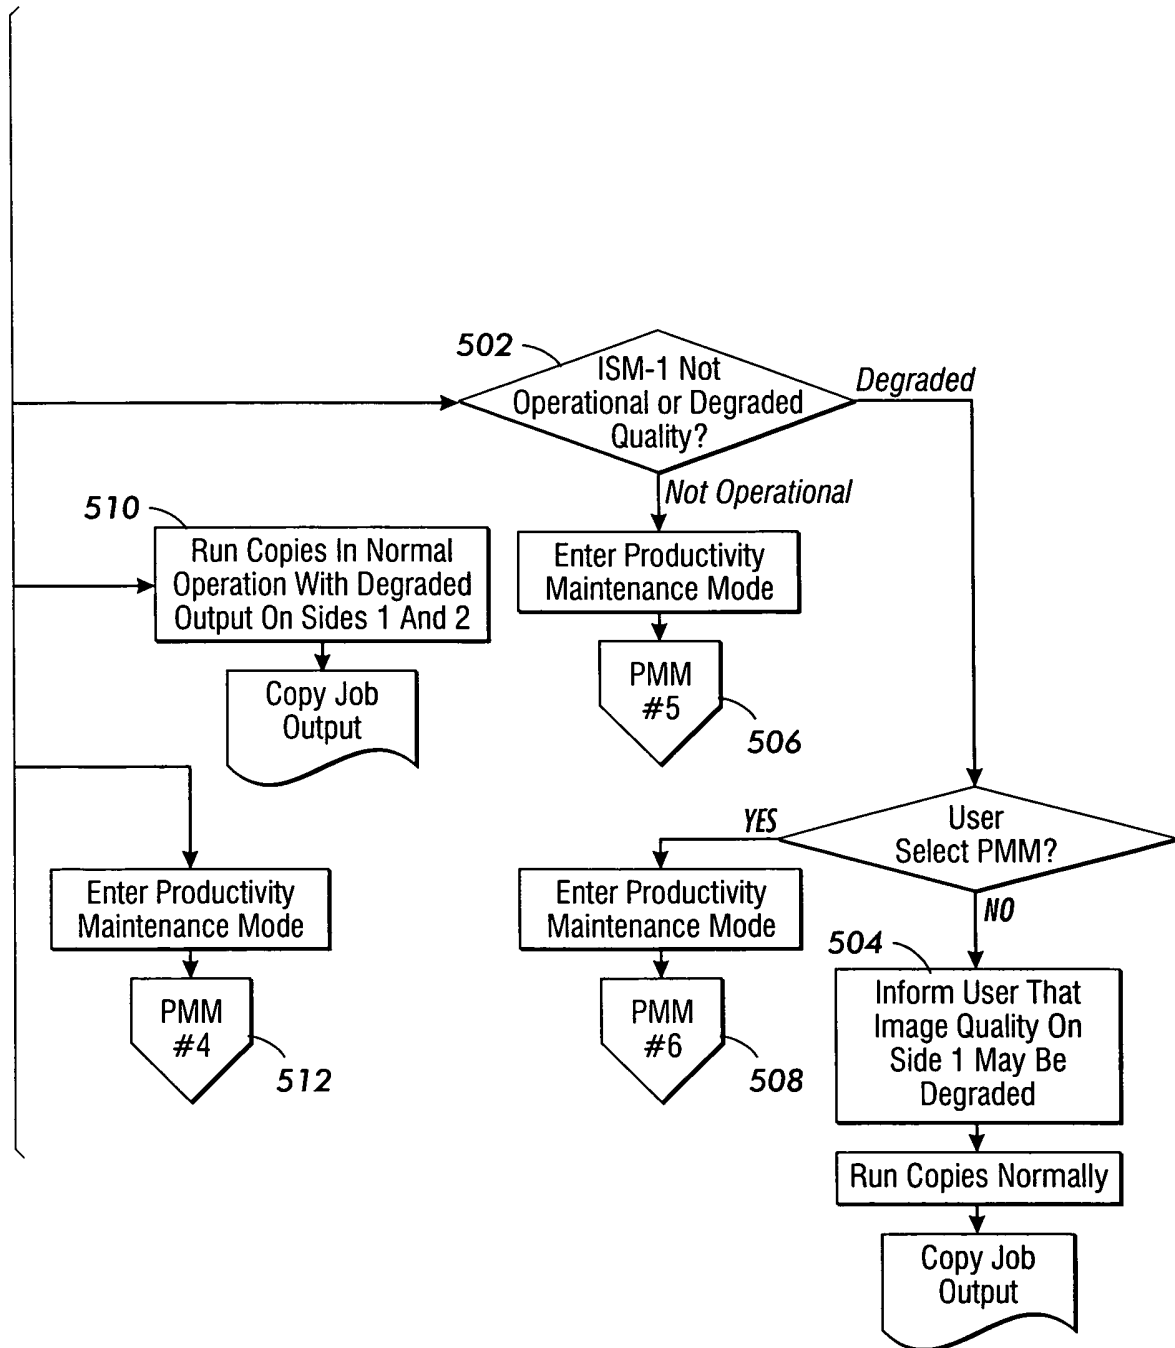 502
ISM-1 Not
Operational or Degraded
Quality?
Degraded
Not Operational
510
Run Copies In Normal
Operation With Degraded
Output On Sides 1 And 2
Enter Productivity
Maintenance Mode
Copy Job
Output
PMM
#5
506
User
Select PMM?
YES
NO
Enter Productivity
Maintenance Mode
PMM
#4
512
Enter Productivity
Maintenance Mode
PMM
#6
508
504
Inform User That
Image Quality On
Side 1 May Be
Degraded
Run Copies Normally
Copy Job
Output